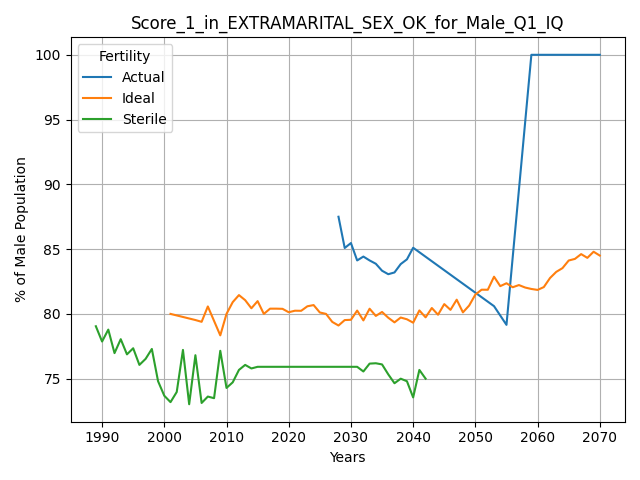 Score_1_in_EXTRAMARITAL_SEX_OK_for_Male_Q1_IQ
Fertility
Actual
Ideal
Sterile
% of Male Population
100
95
90
85
80
75
1990 2000 2010 2020 2030 2040 2050 2060 2070
Years